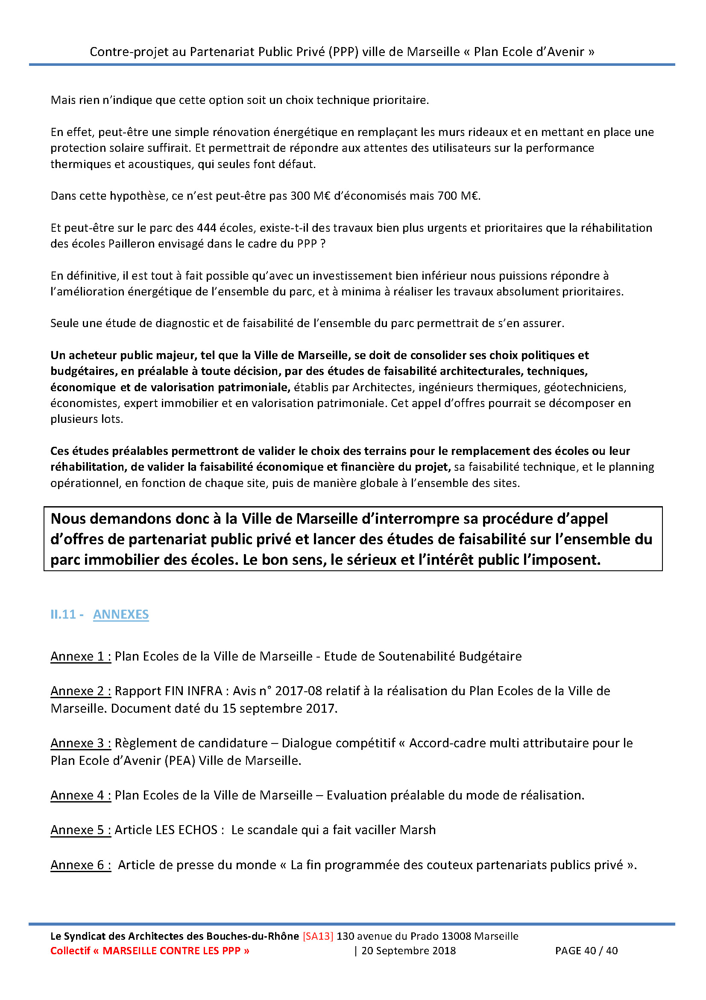 Contre-projet au Partenariat Public Privé (PPP) ville de Marseille « Plan Ecole d’Avenir »
Mais rien n’indique que cette option soit un choix technique prioritaire.
En effet, peut-être une simple rénovation énergétique en remplaçant les murs rideaux et en mettant en place une
protection solaire suffirait. Et permettrait de répondre aux attentes des utilisateurs sur la performance
thermiques et acoustiques, qui seules font défaut.
Dans cette hypothèse, ce n’est peut-être pas 300 M€ d’économisés mais 700 M€.
Et peut-être sur le parc des 444 écoles, existe-t-il des travaux bien plus urgents et prioritaires que la réhabilitation
des écoles Pailleron envisagé dans le cadre du PPP ?
En définitive, il est tout à fait possible qu’avec un investissement bien inférieur nous puissions répondre à
l’amélioration énergétique de l’ensemble du parc, et à minima à réaliser les travaux absolument prioritaires.
Seule une étude de diagnostic et de faisabilité de l’ensemble du parc permettrait de s’en assurer.
Un acheteur public majeur, tel que la Ville de Marseille, se doit de consolider ses choix politiques et
budgétaires, en préalable à toute décision, par des études de faisabilité architecturales, techniques,
économique et de valorisation patrimoniale, établis par Architectes, ingénieurs thermiques, géotechniciens,
économistes, expert immobilier et en valorisation patrimoniale. Cet appel d’offres pourrait se décomposer en
plusieurs lots.
Ces études préalables permettront de valider le choix des terrains pour le remplacement des écoles ou leur
réhabilitation, de valider la faisabilité économique et financière du projet, sa faisabilité technique, et le planning
opérationnel, en fonction de chaque site, puis de manière globale à l’ensemble des sites.
Nous demandons donc à la Ville de Marseille d’interrompre sa procédure d’appel
d’offres de partenariat public privé et lancer des études de faisabilité sur l’ensemble du
parc immobilier des écoles. Le bon sens, le sérieux et l’intérêt public l’imposent.
II.11 - ANNEXES
Annexe 1 : Plan Ecoles de la Ville de Marseille - Etude de Soutenabilité Budgétaire
Annexe 2 : Rapport FIN INFRA : Avis n° 2017-08 relatif à la réalisation du Plan Ecoles de la Ville de
Marseille. Document daté du 15 septembre 2017.
Annexe 3 : Règlement de candidature – Dialogue compétitif « Accord-cadre multi attributaire pour le
Plan Ecole d’Avenir (PEA) Ville de Marseille.
Annexe 4 : Plan Ecoles de la Ville de Marseille – Evaluation préalable du mode de réalisation.
Annexe 5 : Article LES ECHOS : Le scandale qui a fait vaciller Marsh
Annexe 6 : Article de presse du monde « La fin programmée des couteux partenariats publics privé ».
Le Syndicat des Architectes des Bouches-du-Rhône [SA13] 130 avenue du Prado 13008 Marseille
Collectif « MARSEILLE CONTRE LES PPP » | 20 Septembre 2018 PAGE 40 / 40